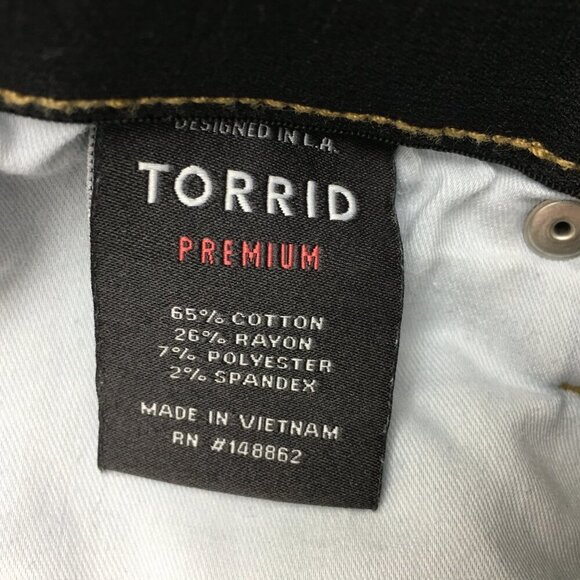 DESIGNED IN L.A.
TORRID
PREMIUM
65% COTTON
26% RAYON
7% POLYESTER
2% SPANDEX
MADE IN VIETNAM
RN #148862